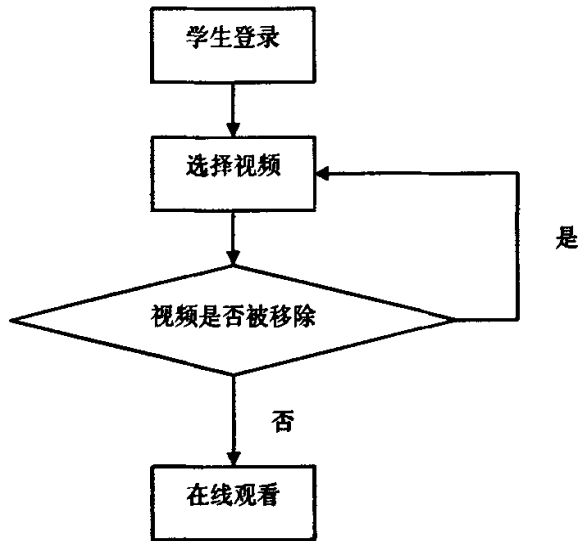 学生登录
选择视频
是
视频是否被移除
否
在线观看